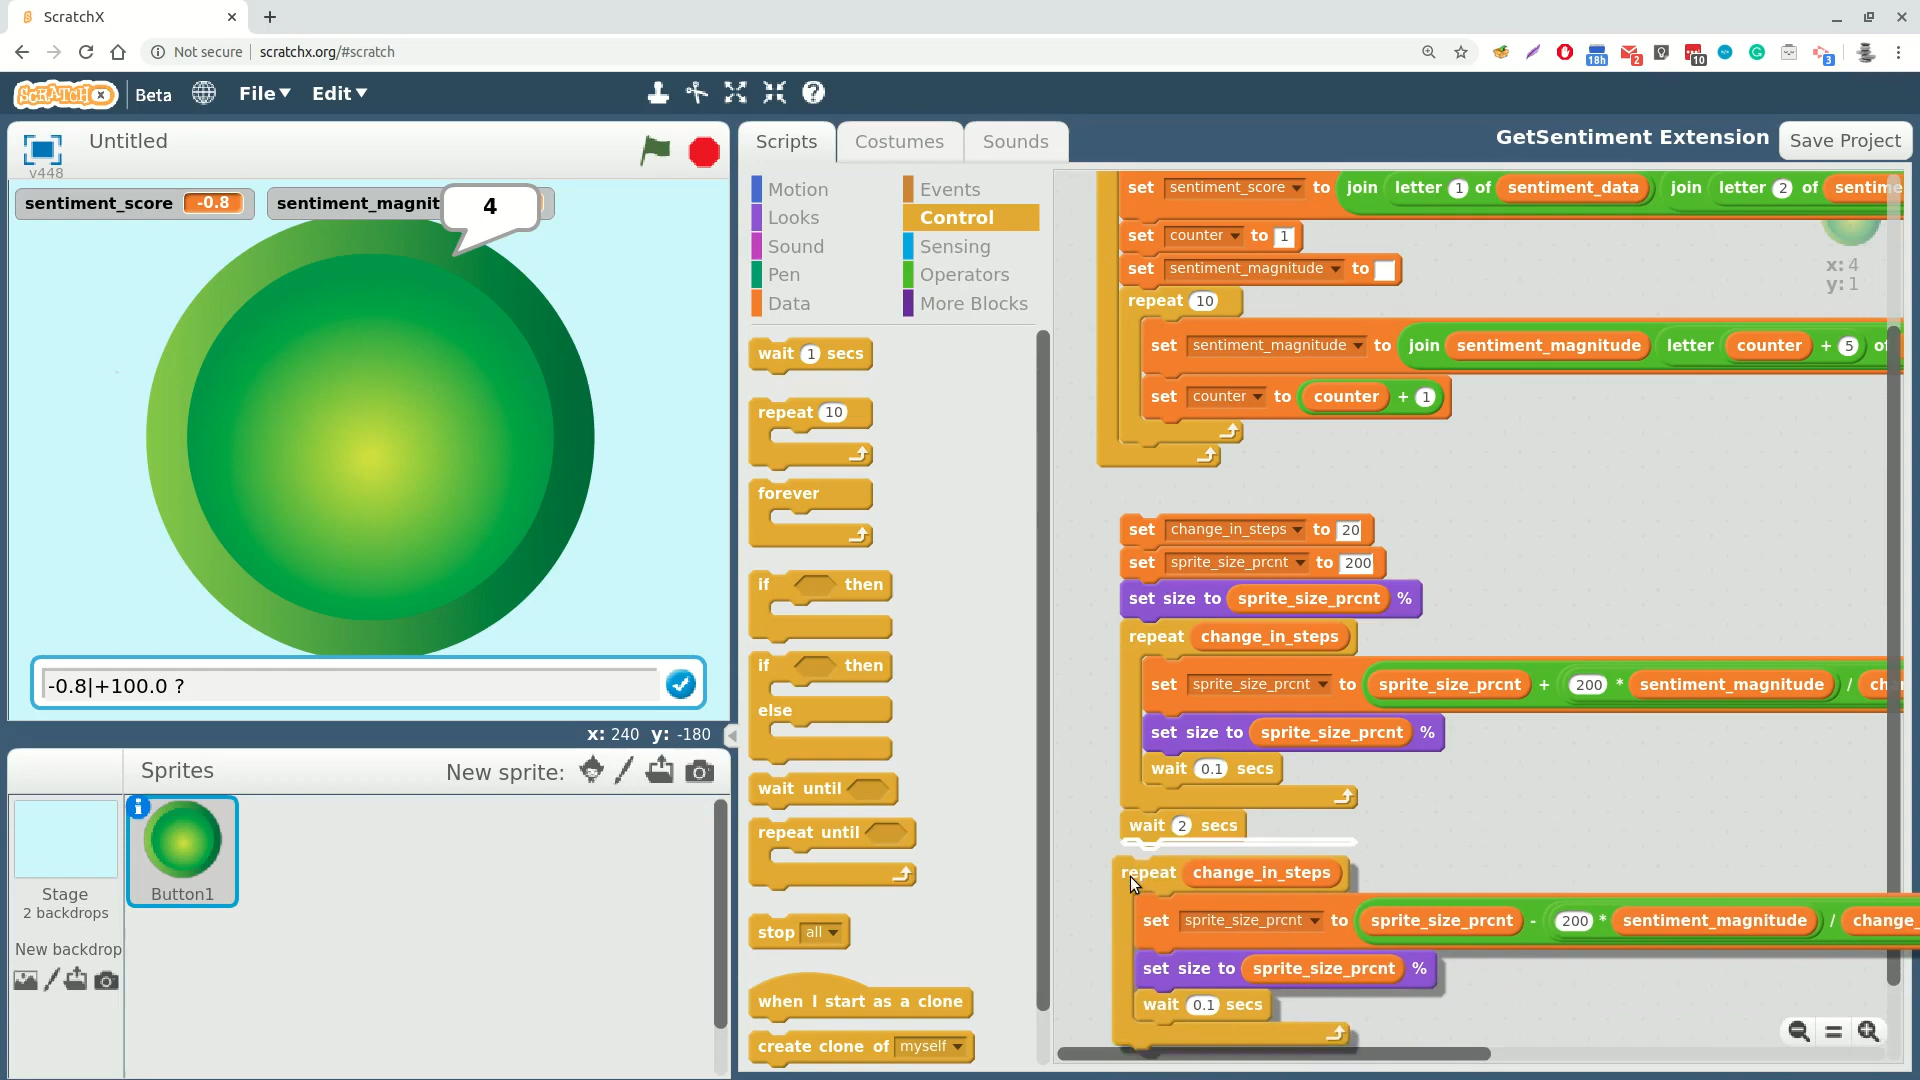 ScratchX
Not secure | scratchx.org/#scratch
18h 2 10 3
SCRATCHX Beta File Edit
Untitled
v448
sentiment_score -0.8 sentiment_magnit
4
-0.8|+100.0 ?
x: 240 y: -180
Sprites New sprite:
Stage
2 backdrops
New backdrop
Button1
Scripts Costumes Sounds
GetSentiment Extension Save Project
Motion Events
Looks Control
Sound Sensing
Pen Operators
Data More Blocks
wait 1 secs
repeat 10
forever
if then
if then
else
wait until
repeat until
stop all
when I start as a clone
create clone of myself
set sentiment_score to join letter 1 of sentiment_data join letter 2 of sentime
set counter to 1
set sentiment_magnitude to
repeat 10
set sentiment_magnitude to join sentiment_magnitude letter counter + 5 of
set counter to counter + 1
x: 4
y: 1
set change_in_steps to 20
set sprite_size_prcnt to 200
set size to sprite_size_prcnt %
repeat change_in_steps
set sprite_size_prcnt to sprite_size_prcnt + 200 * sentiment_magnitude / cha
set size to sprite_size_prcnt %
wait 0.1 secs
wait 2 secs
repeat change_in_steps
set sprite_size_prcnt to sprite_size_prcnt - 200 * sentiment_magnitude / change_
set size to sprite_size_prcnt %
wait 0.1 secs